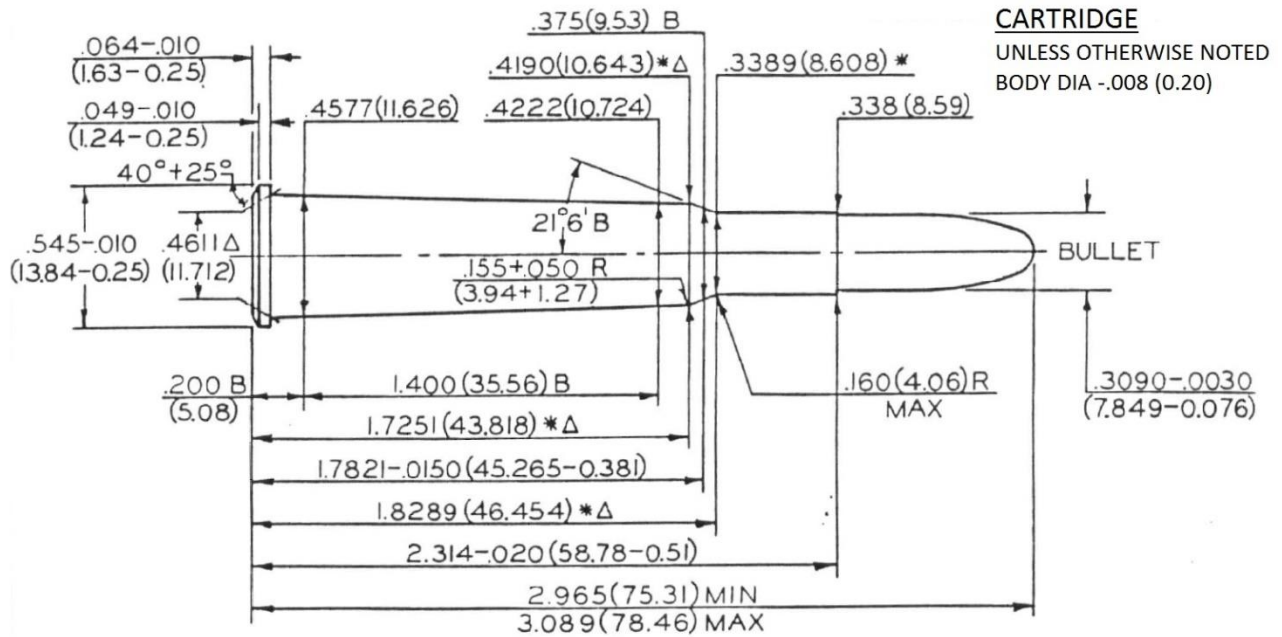 .375(9.53) B
CARTRIDGE
UNLESS OTHERWISE NOTED
BODY DIA -.008 (0.20)
.064-.010
(1.63-0.25)
.4190(10.643)*Δ
.3389(8.608) *
.049-.010
(1.24-0.25)
.4577(11.626)
.4222(10.724)
.338 (8.59)
40°+25°
21°6' B
.545-.010
(13.84-0.25)
.4611Δ
(11.712)
.155+.050 R
(3.94+1.27)
BULLET
.200 B
(5.08)
1.400(35.56) B
.160(4.06)R
MAX
.3090-.0030
(7.849-0.076)
1.7251(43.818) *Δ
1.7821-.0150(45.265-0.381)
1.8289(46.454)*Δ
2.314-.020(58.78-0.51)
2.965(75.31) MIN
3.089(78.46) MAX